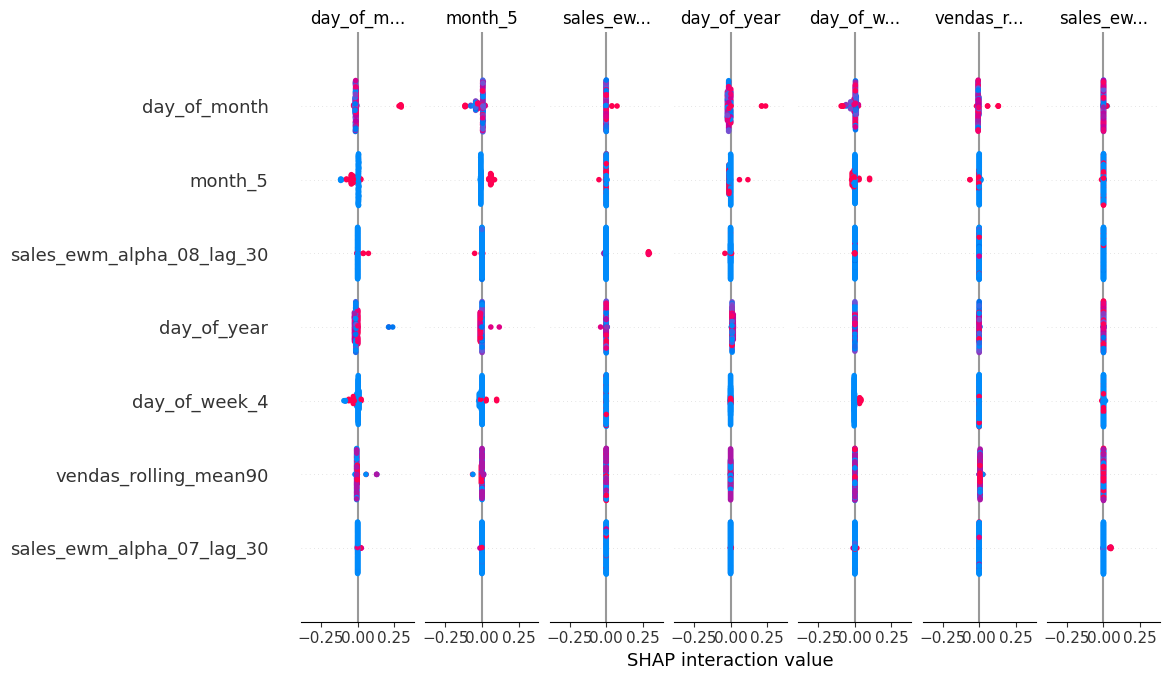 day_of_m... month_5 sales_ew... day_of_year day_of_w... vendas_r... sales_ew...
day_of_month
month_5
sales_ewm_alpha_08_lag_30
day_of_year
day_of_week_4
vendas_rolling_mean90
sales_ewm_alpha_07_lag_30
−0.25 0.00 0.25 −0.25 0.00 0.25 −0.25 0.00 0.25 −0.25 0.00 0.25 −0.25 0.00 0.25 −0.25 0.00 0.25 −0.25 0.00 0.25
SHAP interaction value